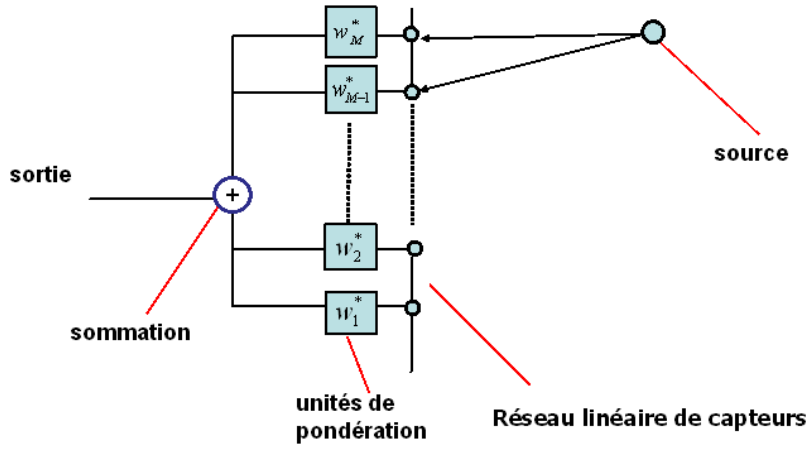 w*M
w*M-1
source
sortie
+
w*2
w*1
sommation
unités de
pondération
Réseau linéaire de capteurs